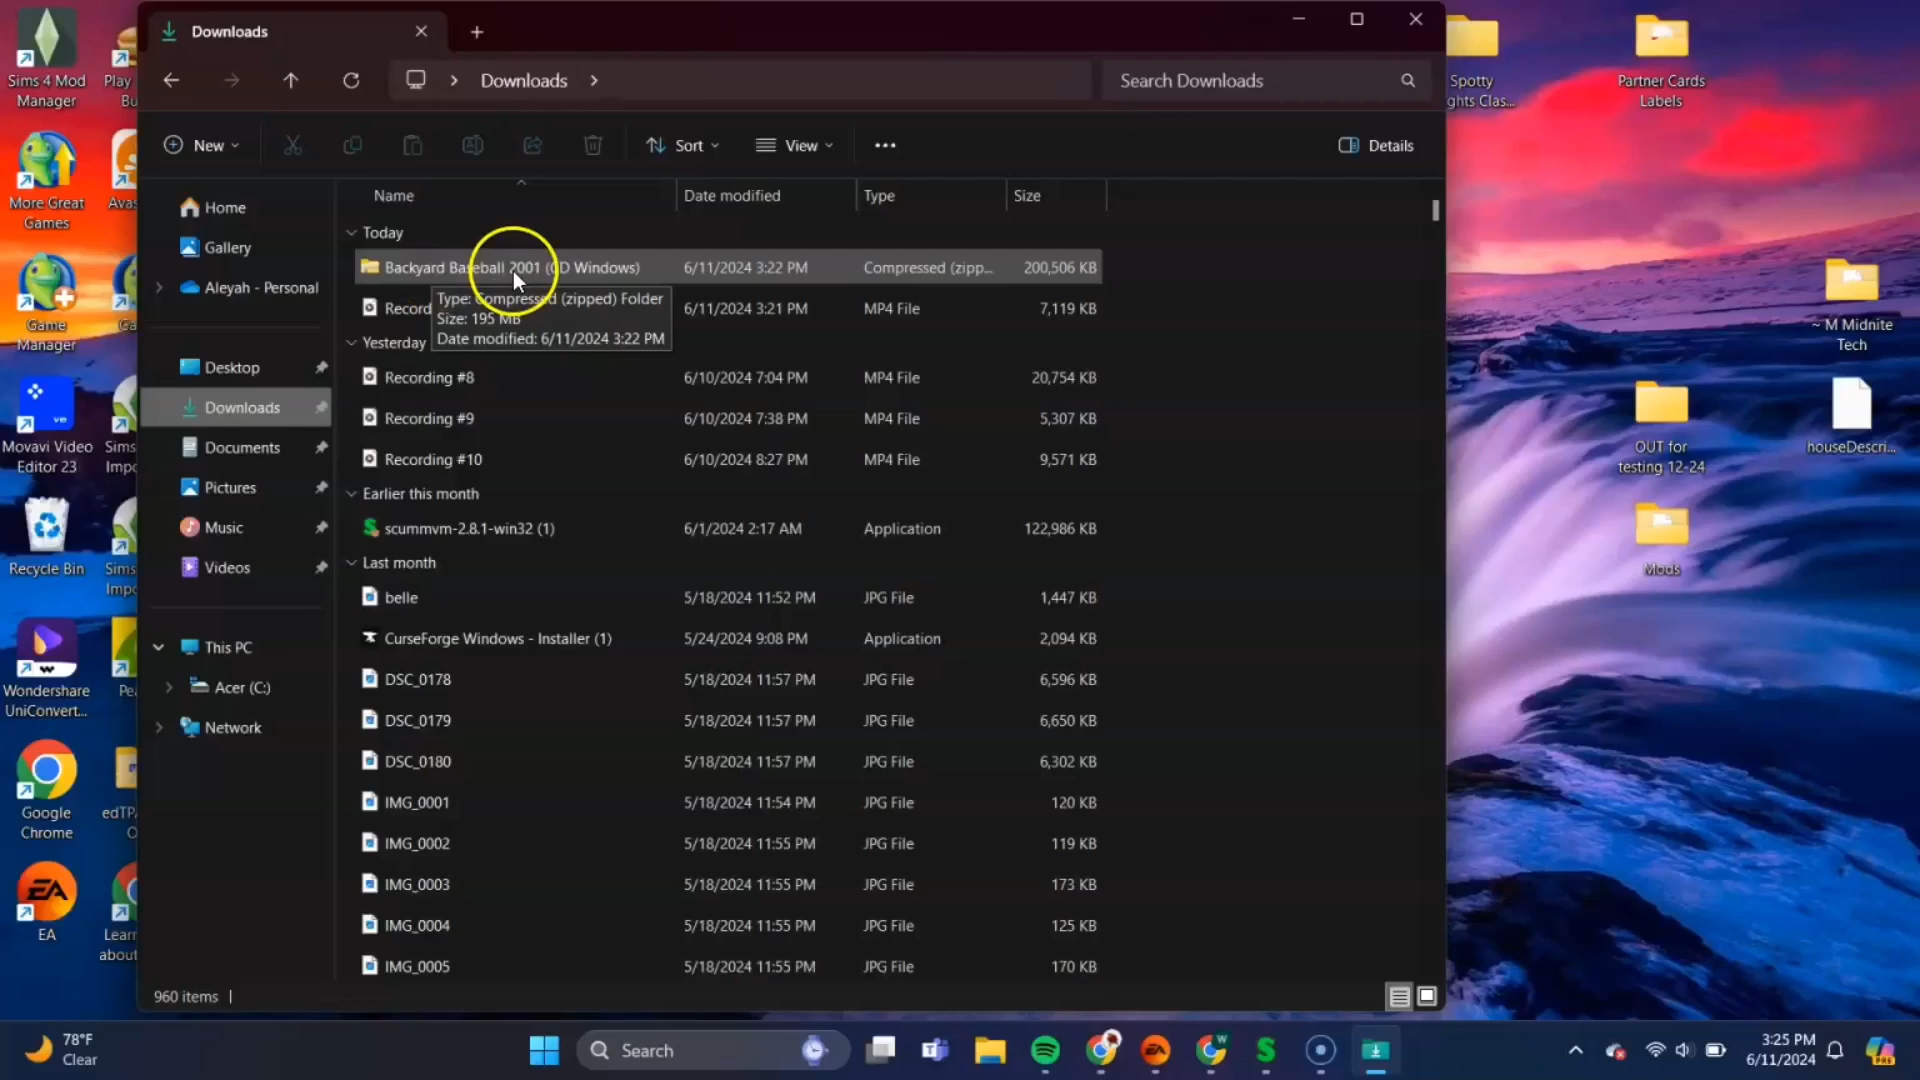 Downloads
Downloads
Search Downloads
New
Sort
View
Details
Name
Date modified
Type
Size
Home
Gallery
Aleyah - Personal
Desktop
Downloads
Documents
Pictures
Music
Videos
This PC
Acer (C:)
Network
Today
Backyard Baseball 2001 (CD Windows) 6/11/2024 3:22 PM Compressed (zipp... 200,506 KB
Record 6/11/2024 3:21 PM MP4 File 7,119 KB
Type: Compressed (zipped) Folder
Size: 195 MB
Date modified: 6/11/2024 3:22 PM
Yesterday
Recording #8 6/10/2024 7:04 PM MP4 File 20,754 KB
Recording #9 6/10/2024 7:38 PM MP4 File 5,307 KB
Recording #10 6/10/2024 8:27 PM MP4 File 9,571 KB
Earlier this month
scummvm-2.8.1-win32 (1) 6/1/2024 2:17 AM Application 122,986 KB
Last month
belle 5/18/2024 11:52 PM JPG File 1,447 KB
CurseForge Windows - Installer (1) 5/24/2024 9:08 PM Application 2,094 KB
DSC_0178 5/18/2024 11:57 PM JPG File 6,596 KB
DSC_0179 5/18/2024 11:57 PM JPG File 6,650 KB
DSC_0180 5/18/2024 11:57 PM JPG File 6,302 KB
IMG_0001 5/18/2024 11:54 PM JPG File 120 KB
IMG_0002 5/18/2024 11:55 PM JPG File 119 KB
IMG_0003 5/18/2024 11:55 PM JPG File 173 KB
IMG_0004 5/18/2024 11:55 PM JPG File 125 KB
IMG_0005 5/18/2024 11:55 PM JPG File 170 KB
960 items
Sims 4 Mod
Manager
Play
Bu
More Great
Games
Avas
Game
Manager
Ga
Movavi Video
Editor 23
Sims
Impo
Recycle Bin
Sims
Impo
Wondershare
UniConvert...
Pea
Google
Chrome
edTPA
O
EA
Learn
about
Spotty
ghts Clas...
Partner Cards
Labels
~ M Midnite
Tech
OUT for
testing 12-24
houseDescri...
Mods
78°F
Clear
Search
3:25 PM
6/11/2024
PRE